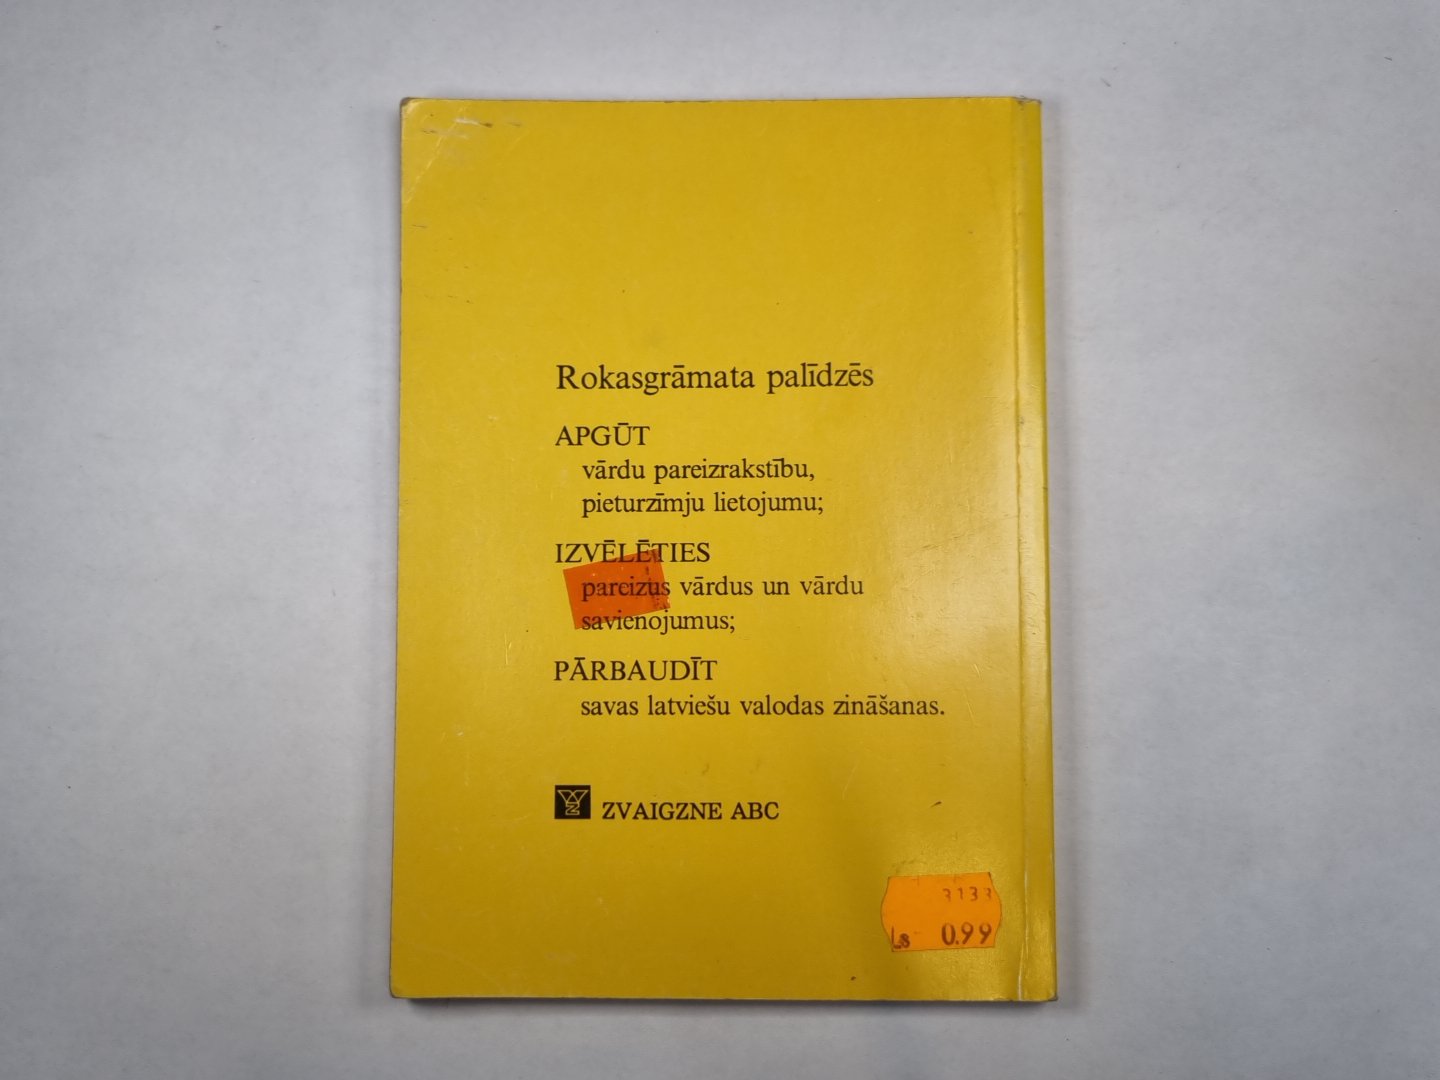 Rokasgrāmata palīdzēs
APGŪT
vārdu pareizrakstību,
pieturzīmju lietojumu;
IZVĒLĒTIES
pareizus vārdus un vārdu
savienojumus;
PĀRBAUDĪT
savas latviešu valodas zināšanas.
ZVAIGZNE ABC
3133
Ls 0.99